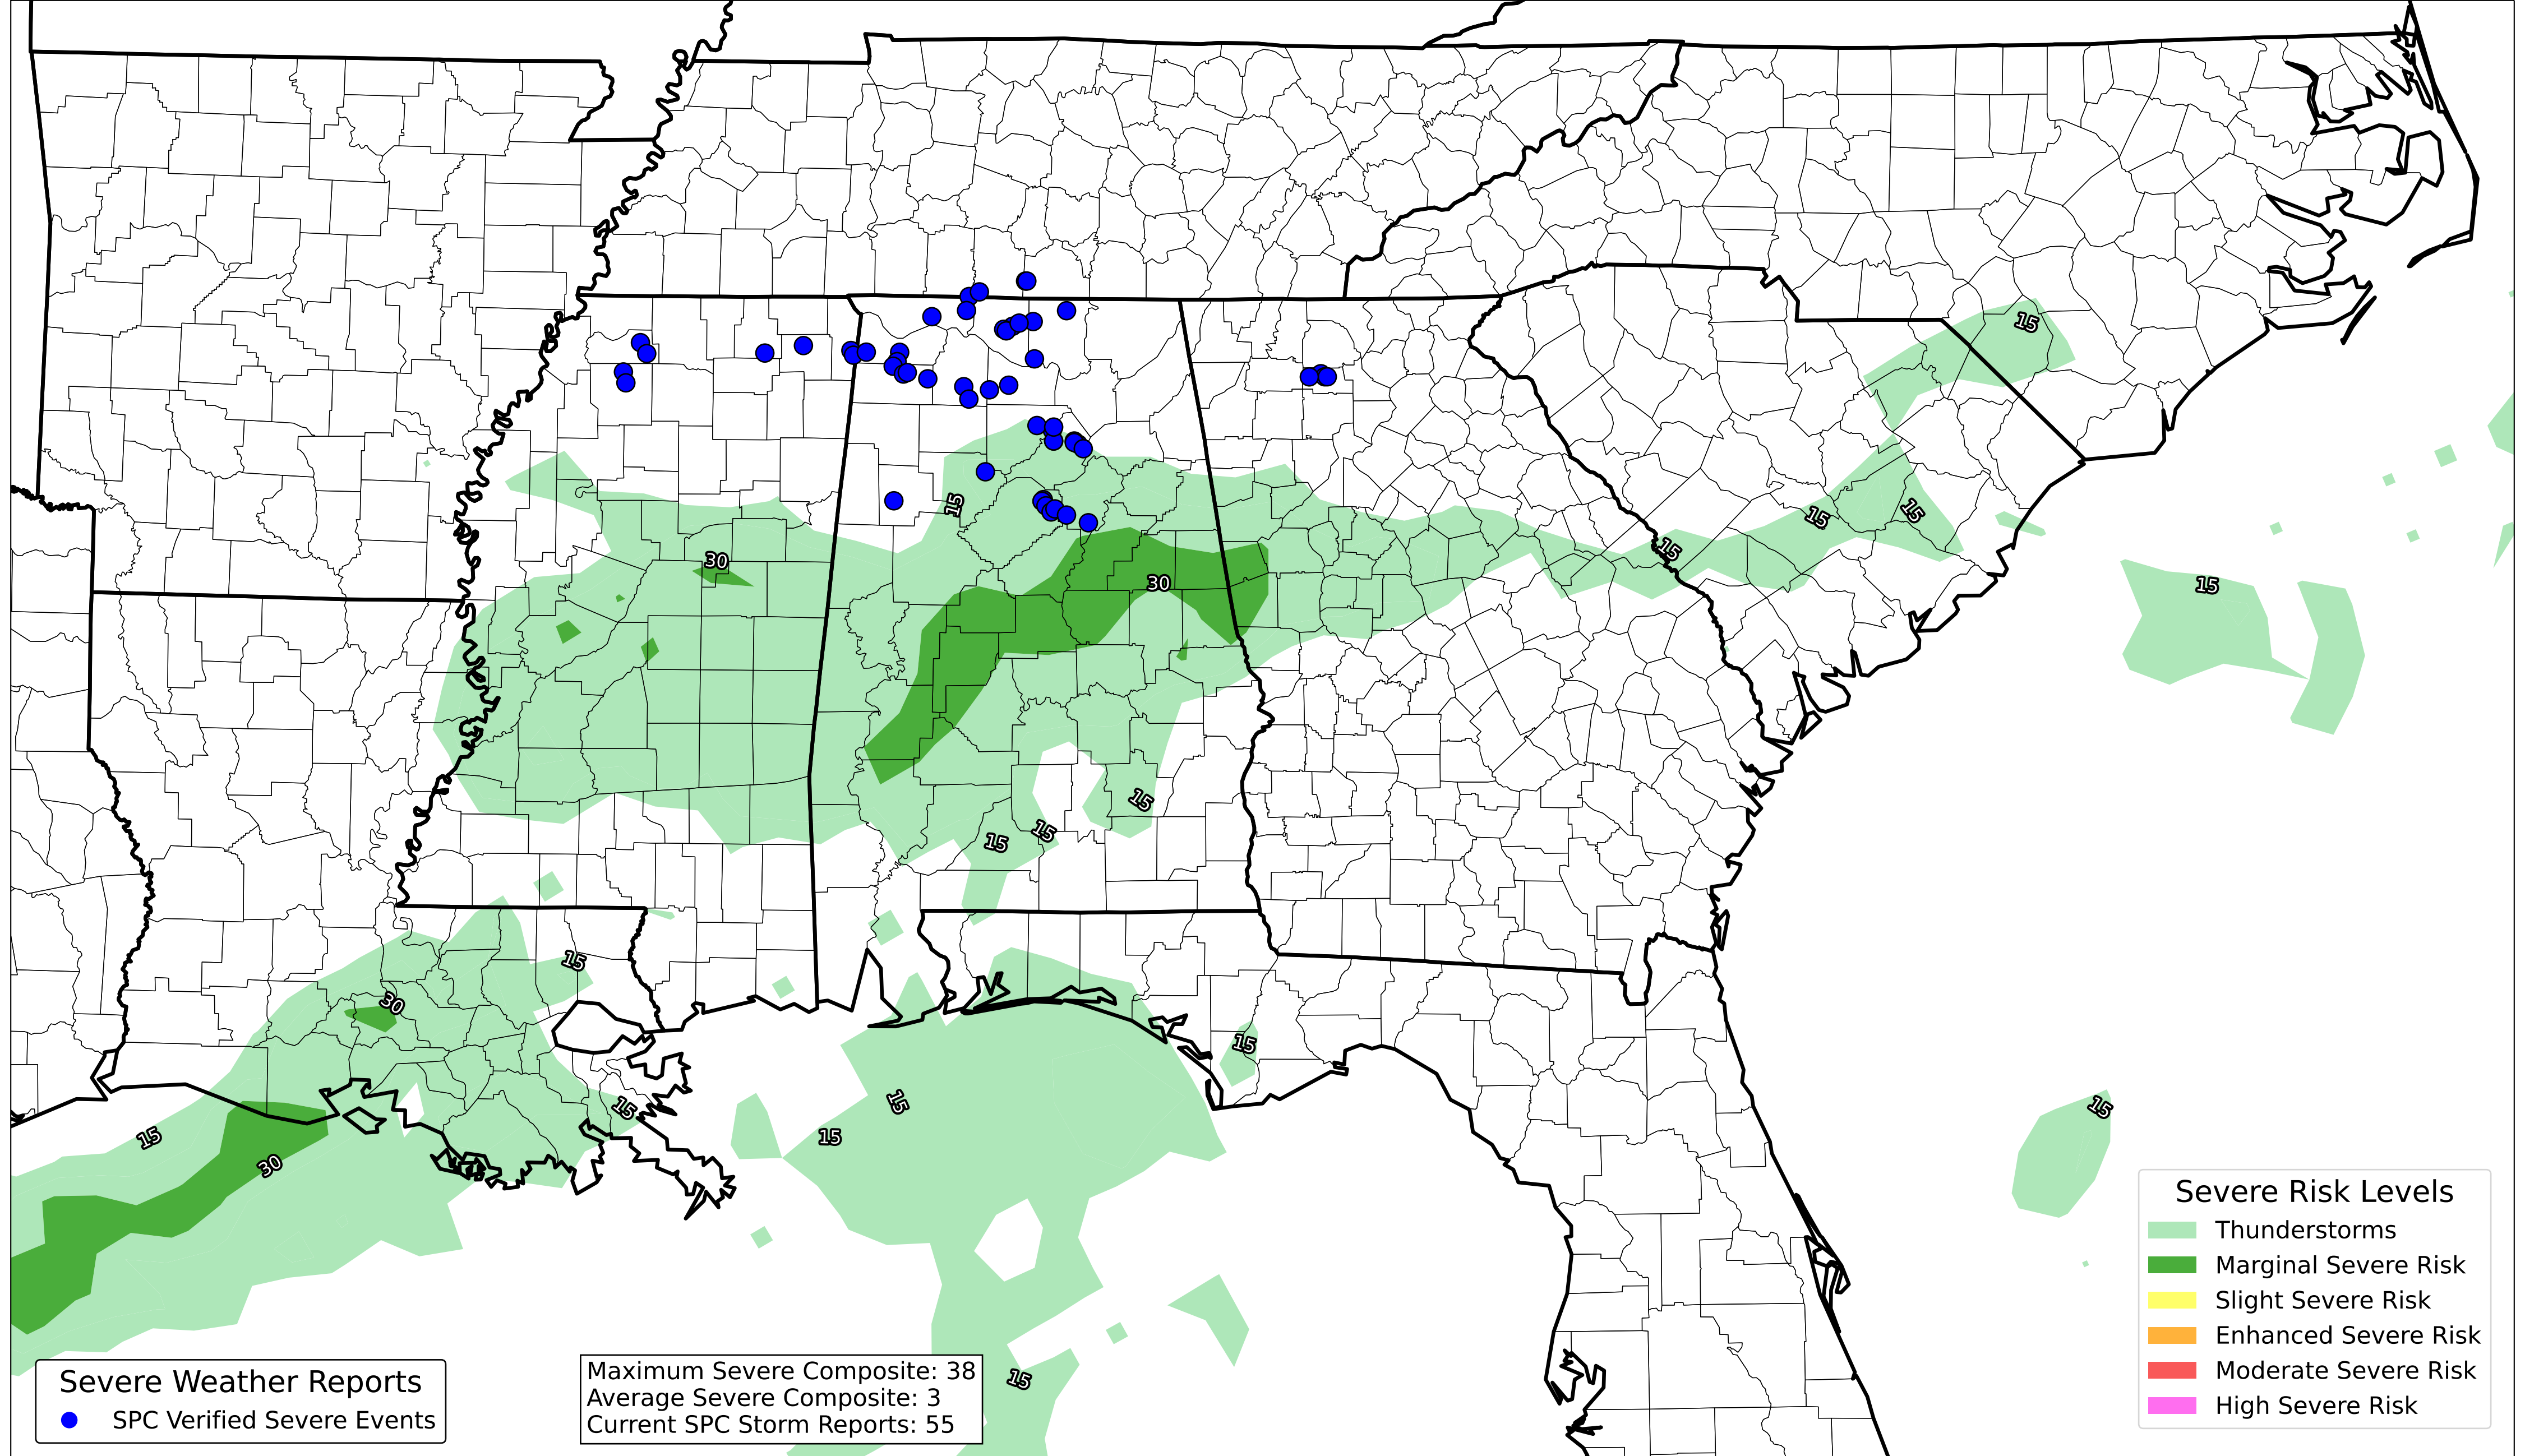 15
15
15
15
15
30
30
15
15
15
15
15
30
15
15
15
15
15
15
30
15
Severe Risk Levels
Thunderstorms
Marginal Severe Risk
Slight Severe Risk
Enhanced Severe Risk
Moderate Severe Risk
High Severe Risk
Severe Weather Reports
SPC Verified Severe Events
Maximum Severe Composite: 38
Average Severe Composite: 3
Current SPC Storm Reports: 55